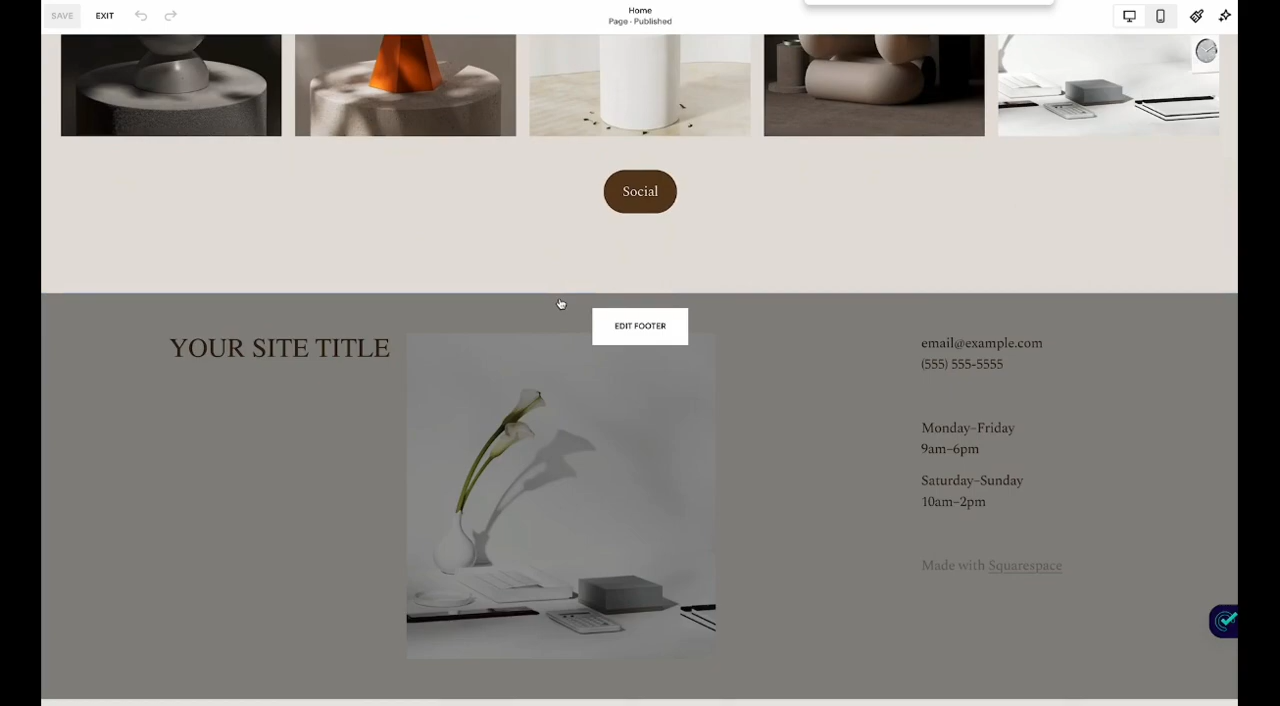 SAVE
EXIT
Home
Page · Published
Social
EDIT FOOTER
YOUR SITE TITLE
email@example.com
(555) 555-5555
Monday–Friday
9am–6pm
Saturday–Sunday
10am–2pm
Made with Squarespace